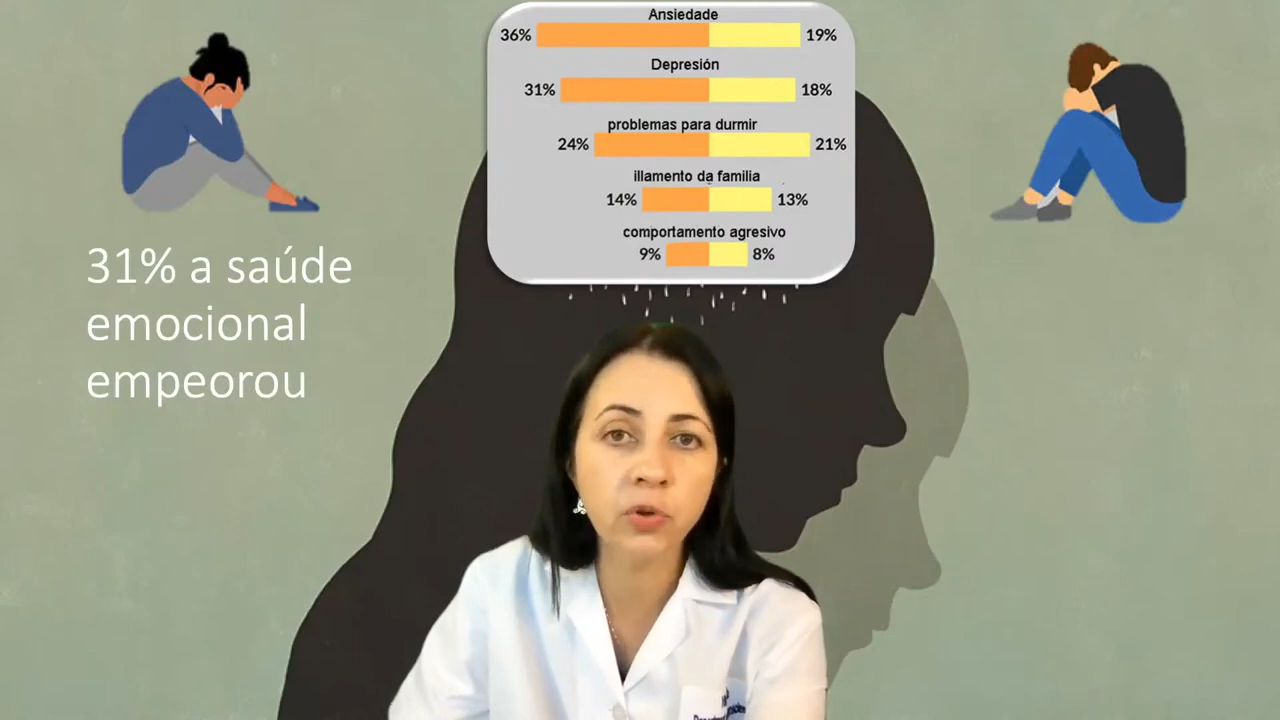 Ansiedade
36% 19%
Depresión
31% 18%
problemas para durmir
24% 21%
illamento da familia
14% 13%
comportamento agresivo
9% 8%
31% a saúde
emocional
empeorou